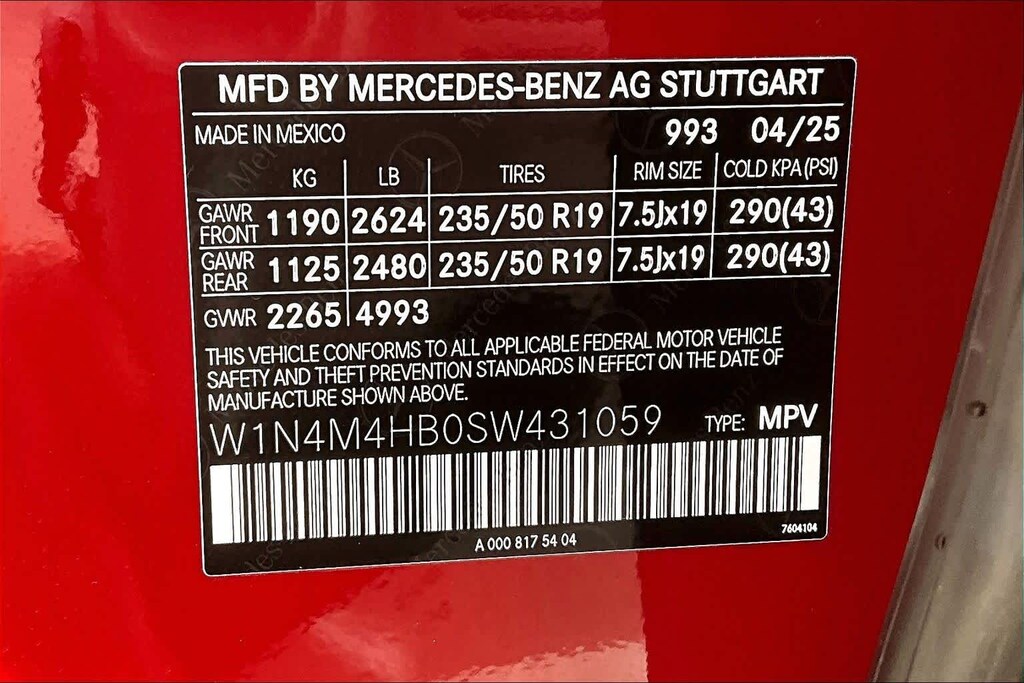 MFD BY MERCEDES-BENZ AG STUTTGART
MADE IN MEXICO 993 04/25
KG LB TIRES RIM SIZE COLD KPA(PSI)
GAWR FRONT 1190 2624 235/50 R19 7.5Jx19 290(43)
GAWR REAR 1125 2480 235/50 R19 7.5Jx19 290(43)
GVWR 2265 4993
THIS VEHICLE CONFORMS TO ALL APPLICABLE FEDERAL MOTOR VEHICLE
SAFETY AND THEFT PREVENTION STANDARDS IN EFFECT ON THE DATE OF
MANUFACTURE SHOWN ABOVE.
W1N4M4HB0SW431059 TYPE: MPV
A 000 817 54 04
7604104